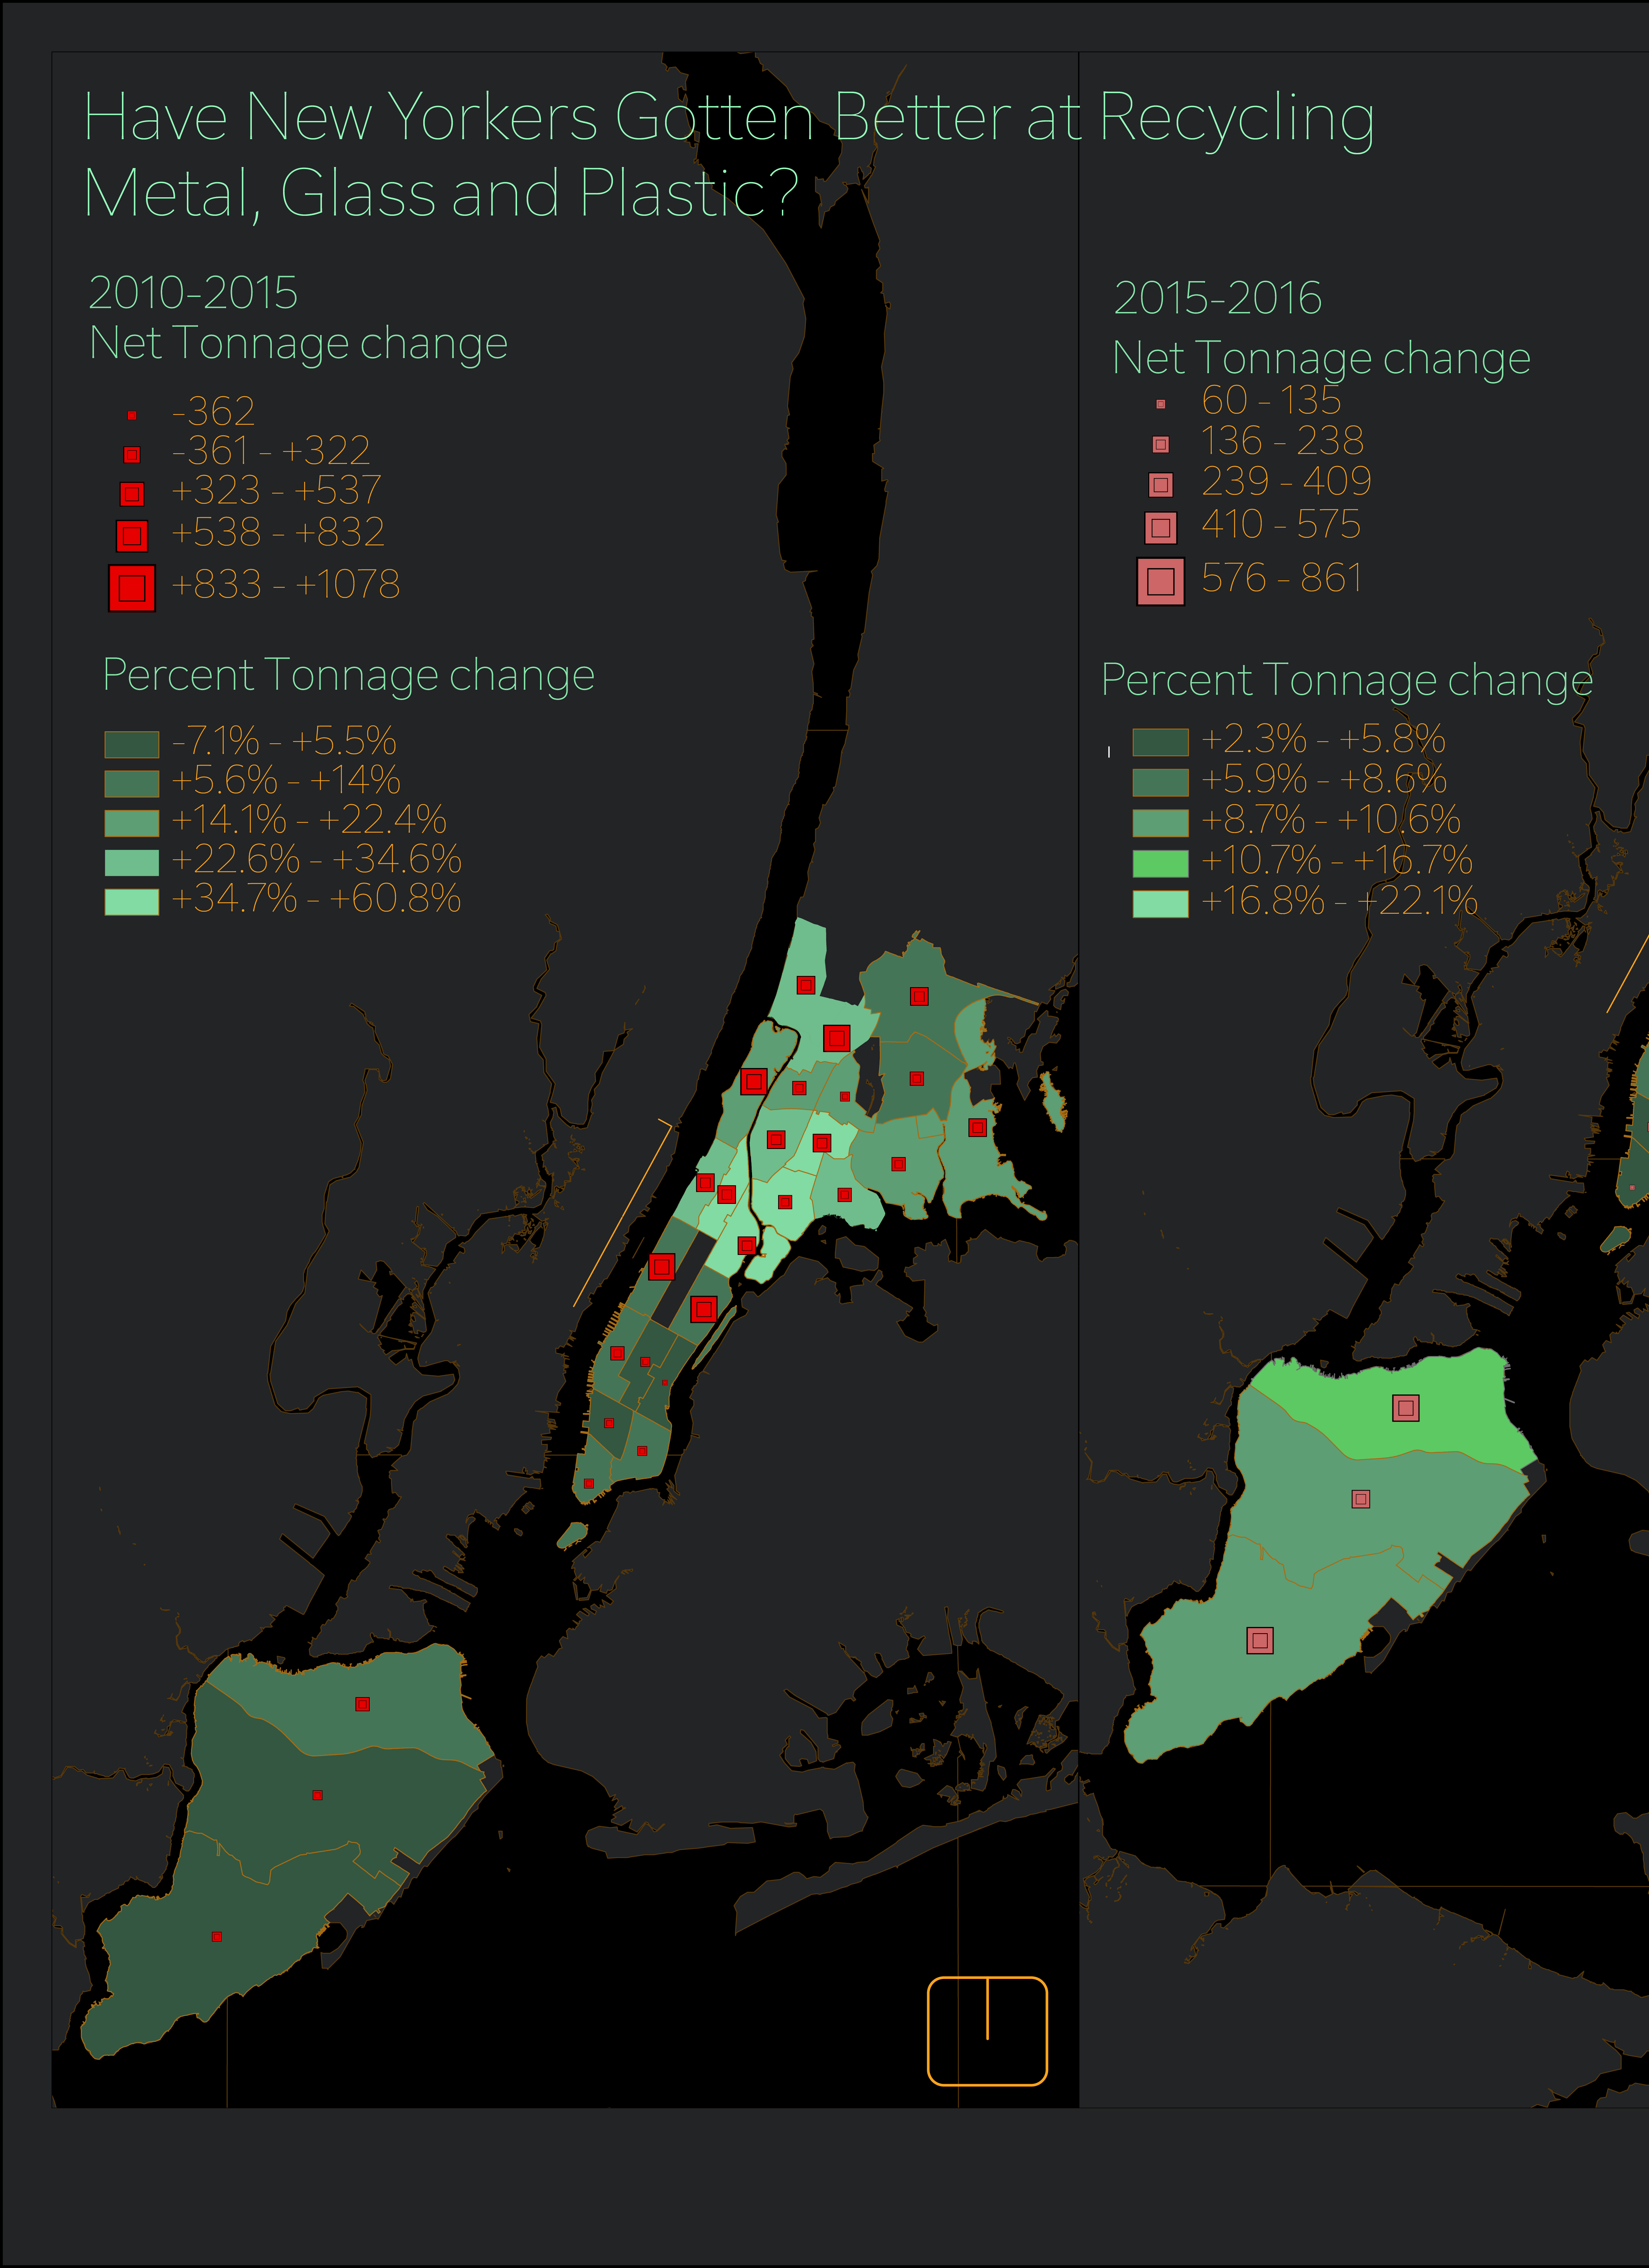 Have New Yorkers Gotten Better at Recycling
Metal, Glass and Plastic?
2010-2015
Net Tonnage change
-362
-361 - +322
+323 - +537
+538 - +832
+833 - +1078
Percent Tonnage change
-7.1% - +5.5%
+5.6% - +14%
+14.1% - +22.4%
+22.6% - +34.6%
+34.7% - +60.8%
2015-2016
Net Tonnage change
60 - 135
136 - 238
239 - 409
410 - 575
576 - 861
Percent Tonnage change
+2.3% - +5.8%
+5.9% - +8.6%
+8.7% - +10.6%
+10.7% - +16.7%
+16.8% - +22.1%